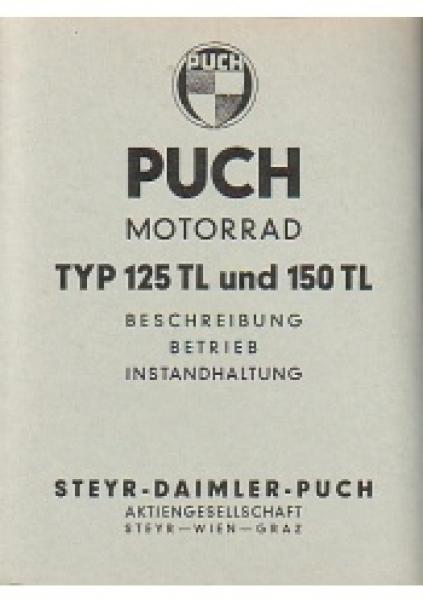 PUCH
PUCH
MOTORRAD
TYP 125 TL und 150 TL
BESCHREIBUNG
BETRIEB
INSTANDHALTUNG
STEYR-DAIMLER-PUCH
AKTIENGESELLSCHAFT
STEYR—WIEN—GRAZ